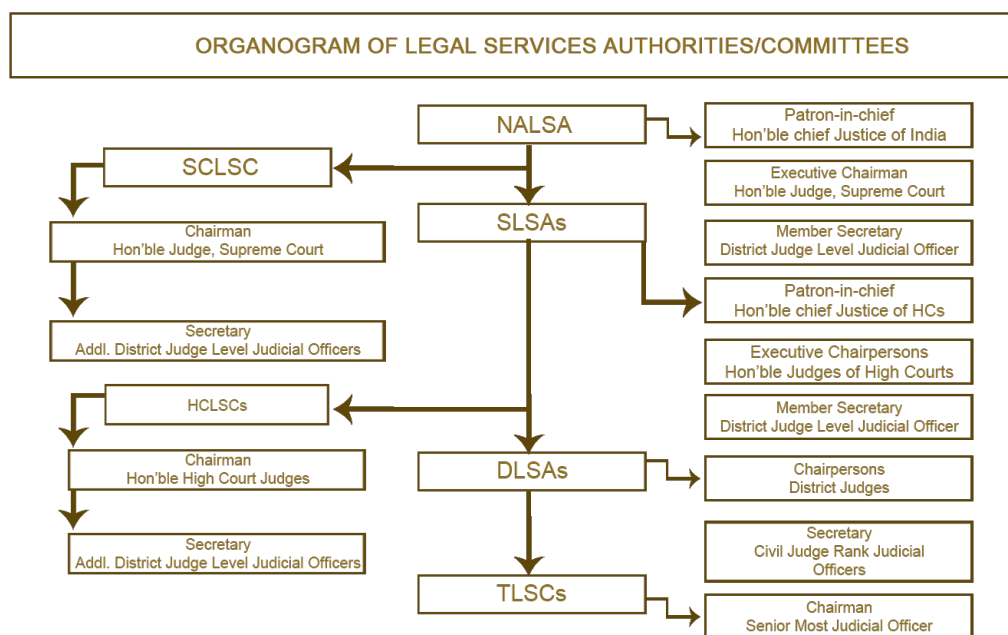 ORGANOGRAM OF LEGAL SERVICES AUTHORITIES/COMMITTEES
NALSA
Patron-in-chief
Hon'ble chief Justice of India
SCLSC
Executive Chairman
Hon'ble Judge, Supreme Court
SLSAs
Chairman
Hon'ble Judge, Supreme Court
Member Secretary
District Judge Level Judicial Officer
Patron-in-chief
Hon'ble chief Justice of HCs
Secretary
Addl. District Judge Level Judicial Officers
Executive Chairpersons
Hon'ble Judges of High Courts
HCLSCs
Member Secretary
District Judge Level Judicial Officer
Chairman
Hon'ble High Court Judges
DLSAs
Chairpersons
District Judges
Secretary
Addl. District Judge Level Judicial Officers
Secretary
Civil Judge Rank Judicial
Officers
TLSCs
Chairman
Senior Most Judicial Officer